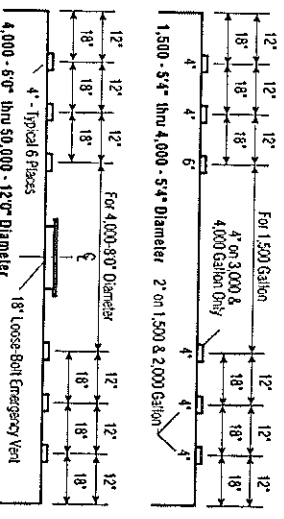 12" 12" 12" 12" 12" 12"
18" 18" 18" For 1,500 Gallon 18" 18" 18"
4" on 3,000 &
4,000 Gallon Only
4" 4" 6" 4" 4" 4"
1,500 - 5'4" thru 4,000 - 5'4" Diameter 2" on 1,500 & 2,000 Gallon
12" 12" 12" 12" 12" 12"
18" 18" 18" For 4,000-8'0" Diameter 18" 18" 18"
4" - Typical 6 Places
18" Loose-Bolt Emergency Vent
4,000 - 6'0" thru 50,000 - 12'0" Diameter